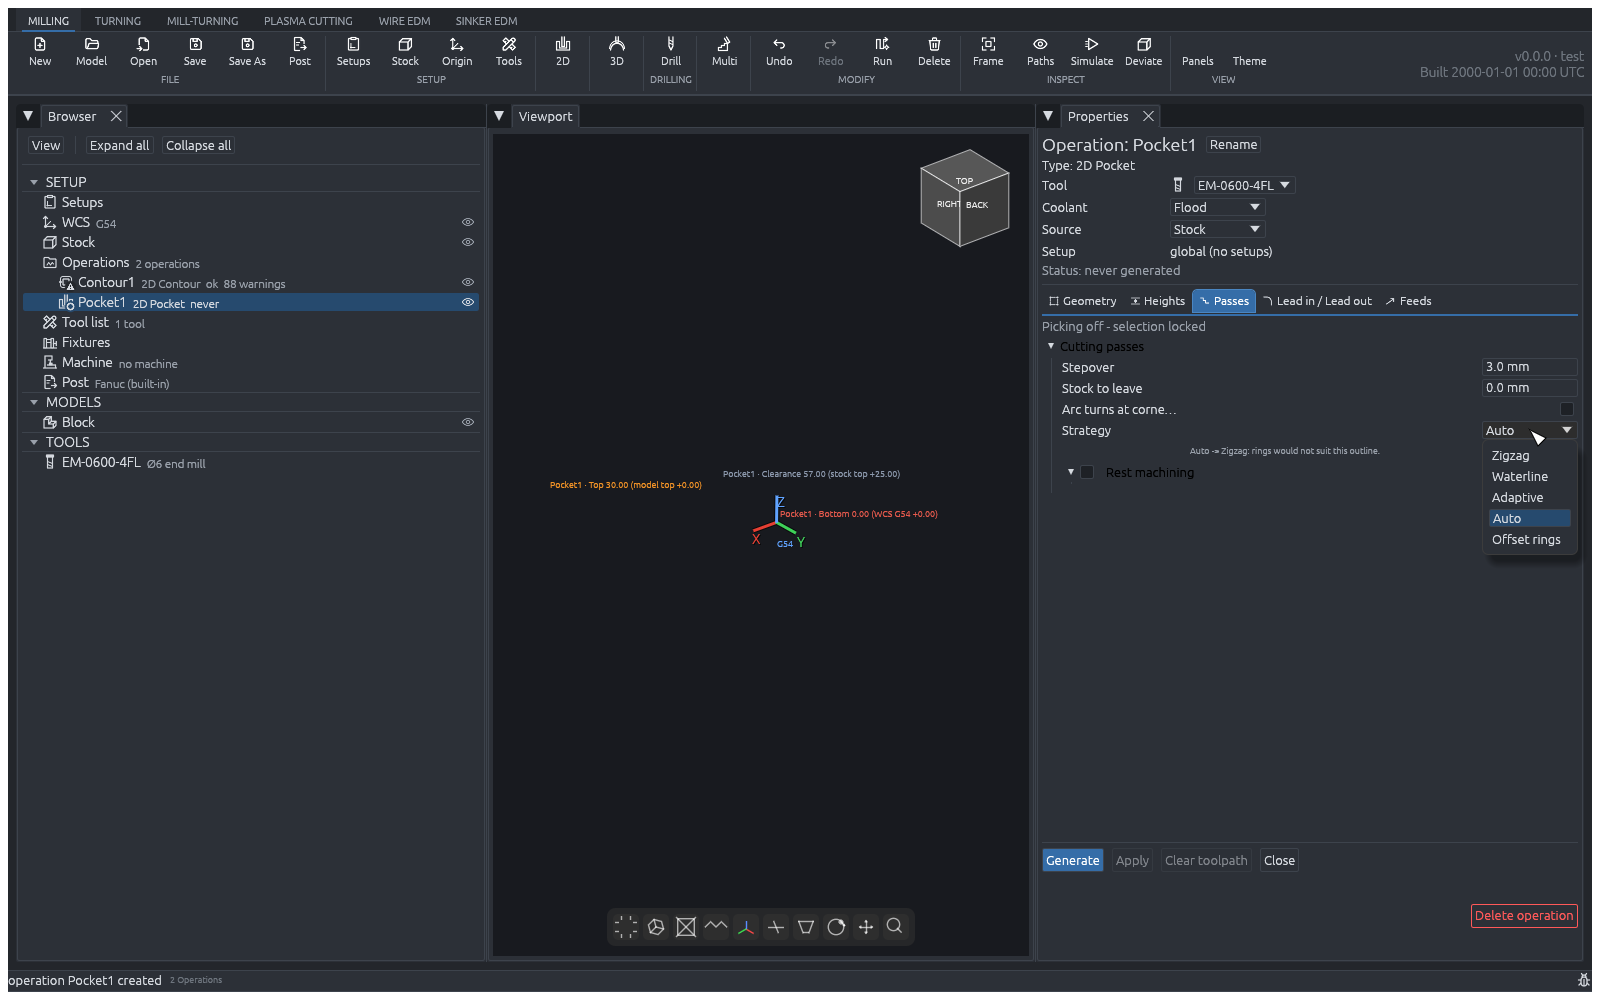 MILLING TURNING MILL-TURNING PLASMA CUTTING WIRE EDM SINKER EDM
New Model Open Save Save As Post Setups Stock Origin Tools 2D 3D Drill Multi Undo Redo Run Delete Frame Paths Simulate Deviate Panels Theme
FILE SETUP DRILLING MODIFY INSPECT VIEW
v0.0.0 · test
Built 2000-01-01 00:00 UTC
Browser
View Expand all Collapse all
SETUP
Setups
WCS G54
Stock
Operations 2 operations
Contour1 2D Contour ok 88 warnings
Pocket1 2D Pocket never
Tool list 1 tool
Fixtures
Machine no machine
Post Fanuc (built-in)
MODELS
Block
TOOLS
EM-0600-4FL Ø6 end mill
Viewport
TOP
RIGHT BACK
Pocket1 · Clearance 57.00 (stock top +25.00)
Pocket1 · Top 30.00 (model top +0.00)
Z
Pocket1 · Bottom 0.00 (WCS G54 +0.00)
X G54 Y
Properties
Operation: Pocket1 Rename
Type: 2D Pocket
Tool EM-0600-4FL
Coolant Flood
Source Stock
Setup global (no setups)
Status: never generated
Geometry Heights Passes Lead in / Lead out Feeds
Picking off - selection locked
Cutting passes
Stepover 3.0 mm
Stock to leave 0.0 mm
Arc turns at corne…
Strategy Auto
Auto → Zigzag: rings would not suit this outline.
Rest machining
Zigzag
Waterline
Adaptive
Auto
Offset rings
Generate Apply Clear toolpath Close
Delete operation
operation Pocket1 created 2 Operations